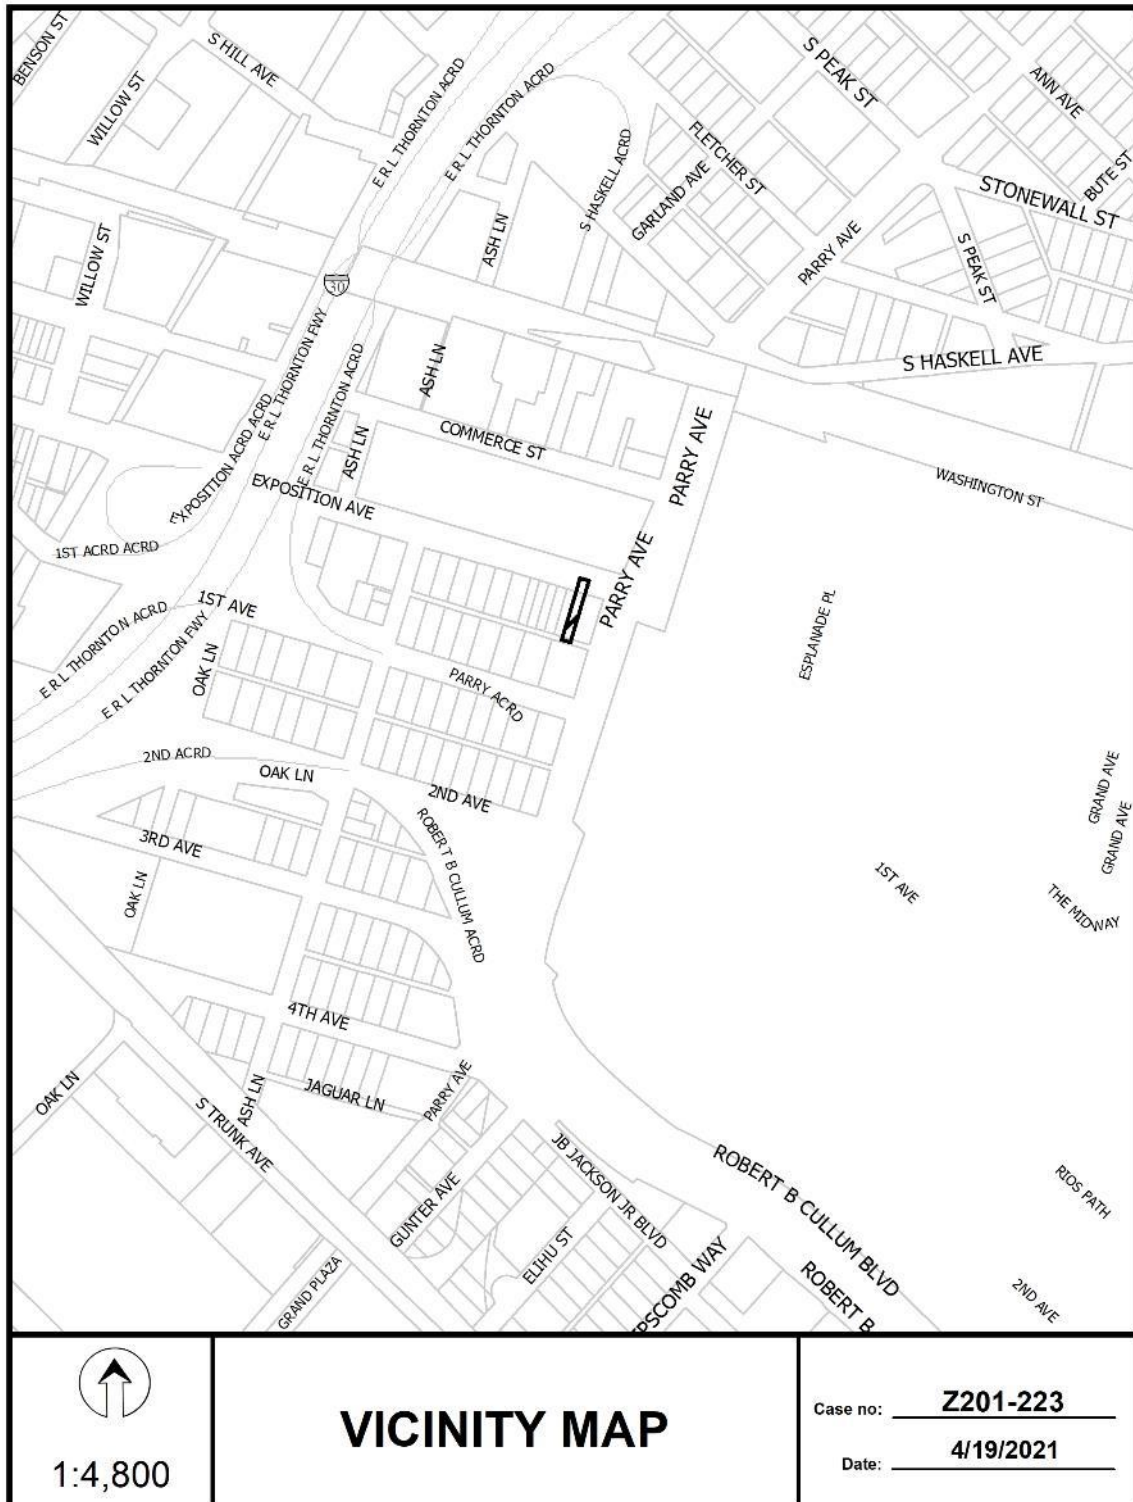 BENSON ST
S HILL AVE
WILLOW ST
E R L THORNTON ACRD
E R L THORNTON ACRD
S PEAK ST
ANN AVE
FLETCHER ST
BUTE ST
S HASKELL ACRD
GARLAND AVE
STONEWALL ST
WILLOW ST
ASH LN
PARRY AVE
S PEAK ST
30
E R L THORNTON FWY
E R L THORNTON ACRD
ASH LN
S HASKELL AVE
EXPOSITION ACRD ACRD
ASH LN
COMMERCE ST
PARRY AVE
WASHINGTON ST
EXPOSITION AVE
1ST ACRD ACRD
PARRY AVE
1ST AVE
E R L THORNTON ACRD
E R L THORNTON FWY
OAK LN
PARRY ACRD
ESPLANADE PL
2ND ACRD
OAK LN
2ND AVE
GRAND AVE
GRAND AVE
3RD AVE
ROBERT B CULLUM ACRD
OAK LN
1ST AVE
THE MIDWAY
4TH AVE
OAK LN
ASH LN
JAGUAR LN
PARRY AVE
S TRUNK AVE
JB JACKSON JR BLVD
ROBERT B CULLUM BLVD
RIOS PATH
GUNTER AVE
ELIHU ST
GRAND PLAZA
PSCOMB WAY
ROBERT B
2ND AVE
1:4,800
VICINITY MAP
Case no: Z201-223
Date: 4/19/2021